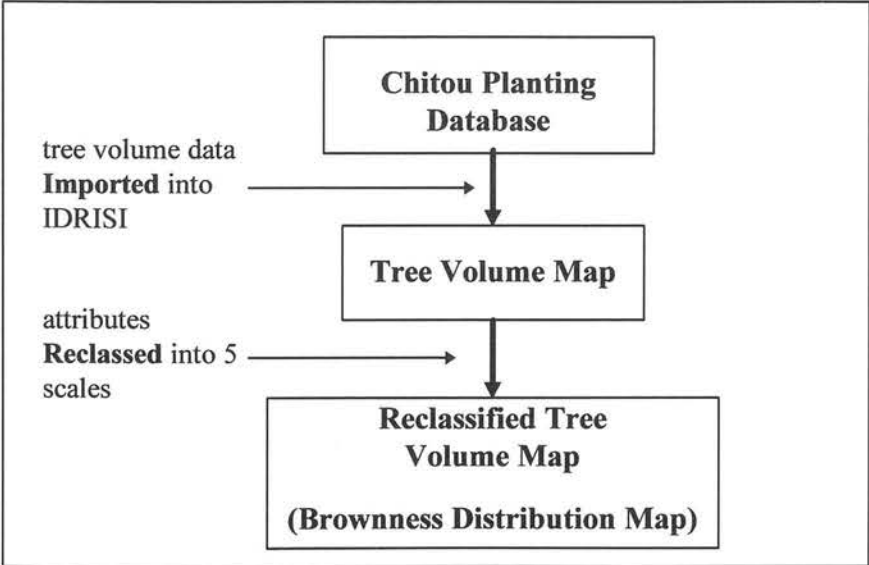 Chitou Planting
Database
tree volume data
Imported into
IDRISI
Tree Volume Map
attributes
Reclassed into 5
scales
Reclassified Tree
Volume Map
(Brownness Distribution Map)